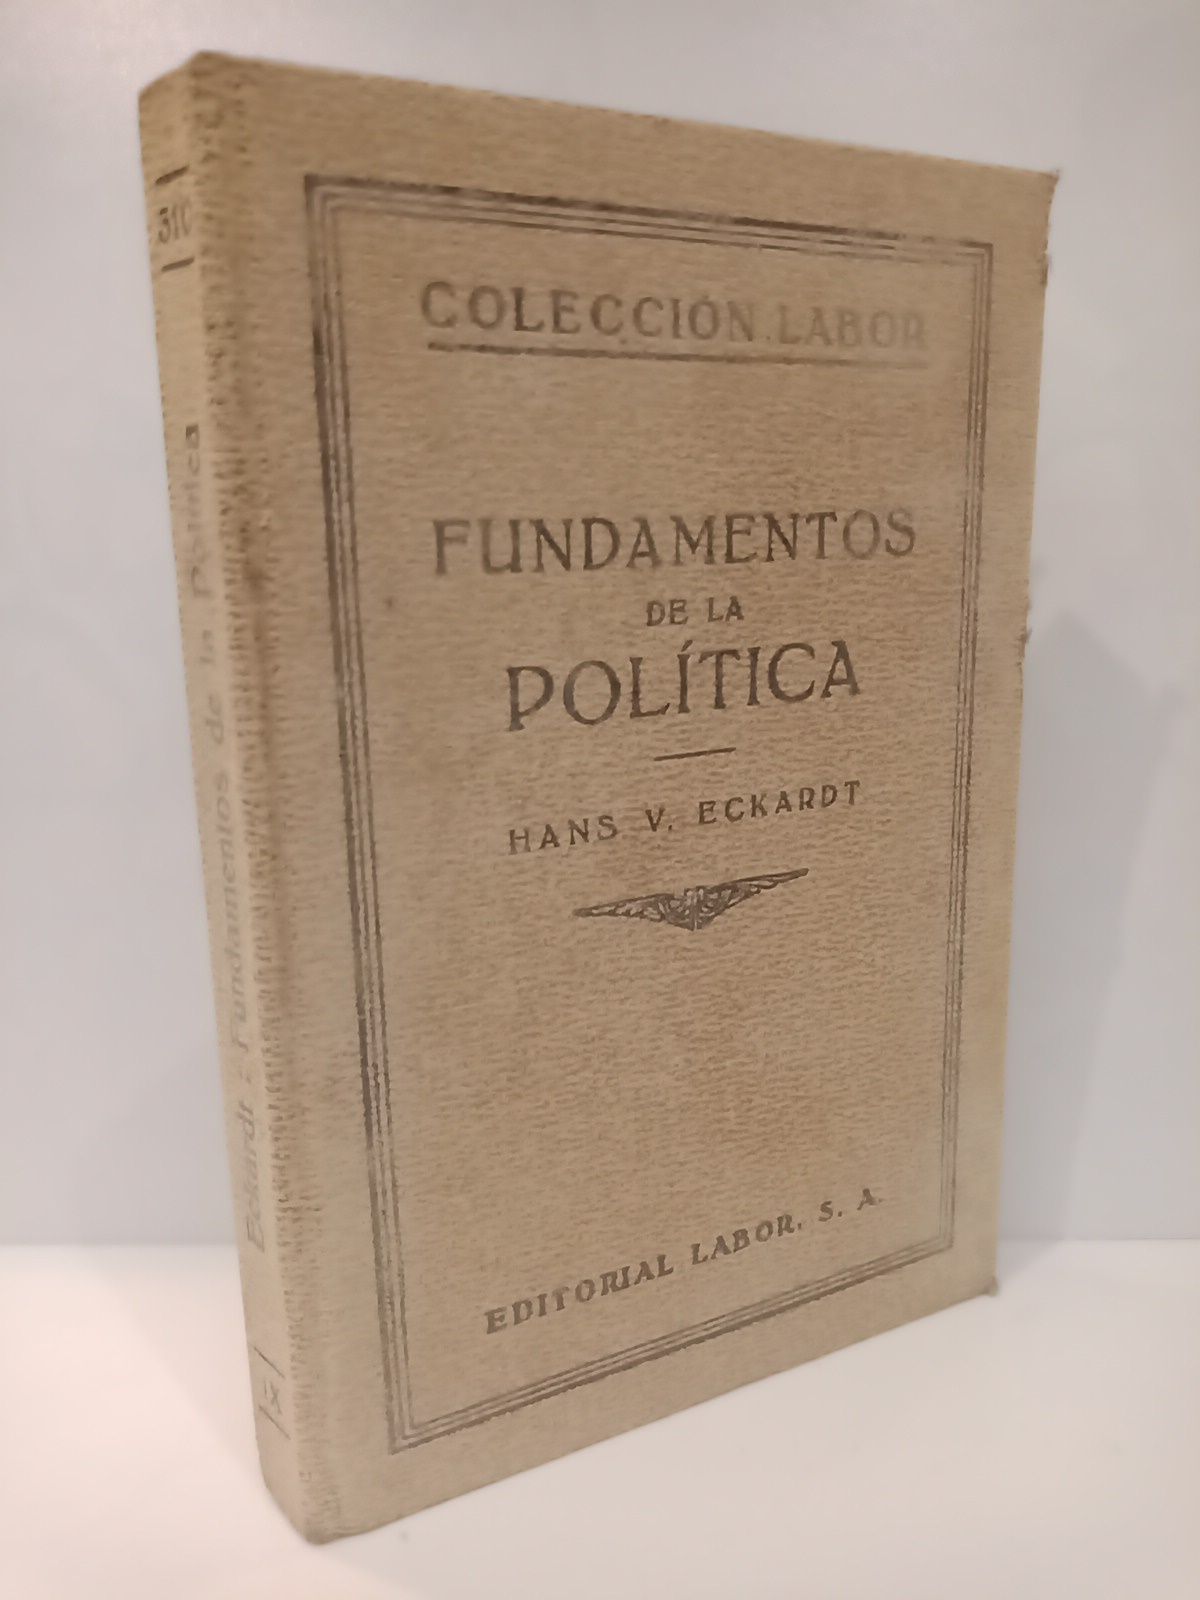 COLECCIÓN LABOR
FUNDAMENTOS
DE LA
POLÍTICA
HANS V. ECKARDT
EDITORIAL LABOR, S. A.
310
Eckardt : Fundamentos de la Política
IX